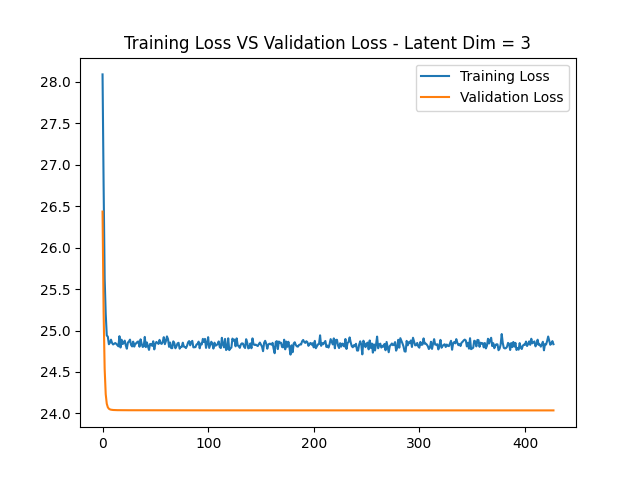 Training Loss VS Validation Loss - Latent Dim = 3
Training Loss
Validation Loss
28.0
27.5
27.0
26.5
26.0
25.5
25.0
24.5
24.0
0 100 200 300 400